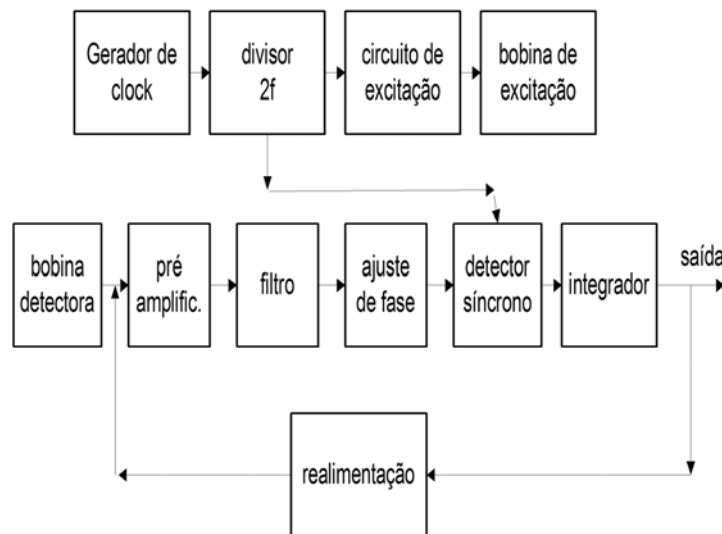 Gerador de
clock
divisor
2f
circuito de
excitação
bobina de
excitação
bobina
detectora
pré
amplific.
filtro
ajuste
de fase
detector
síncrono
integrador
saída
realimentação